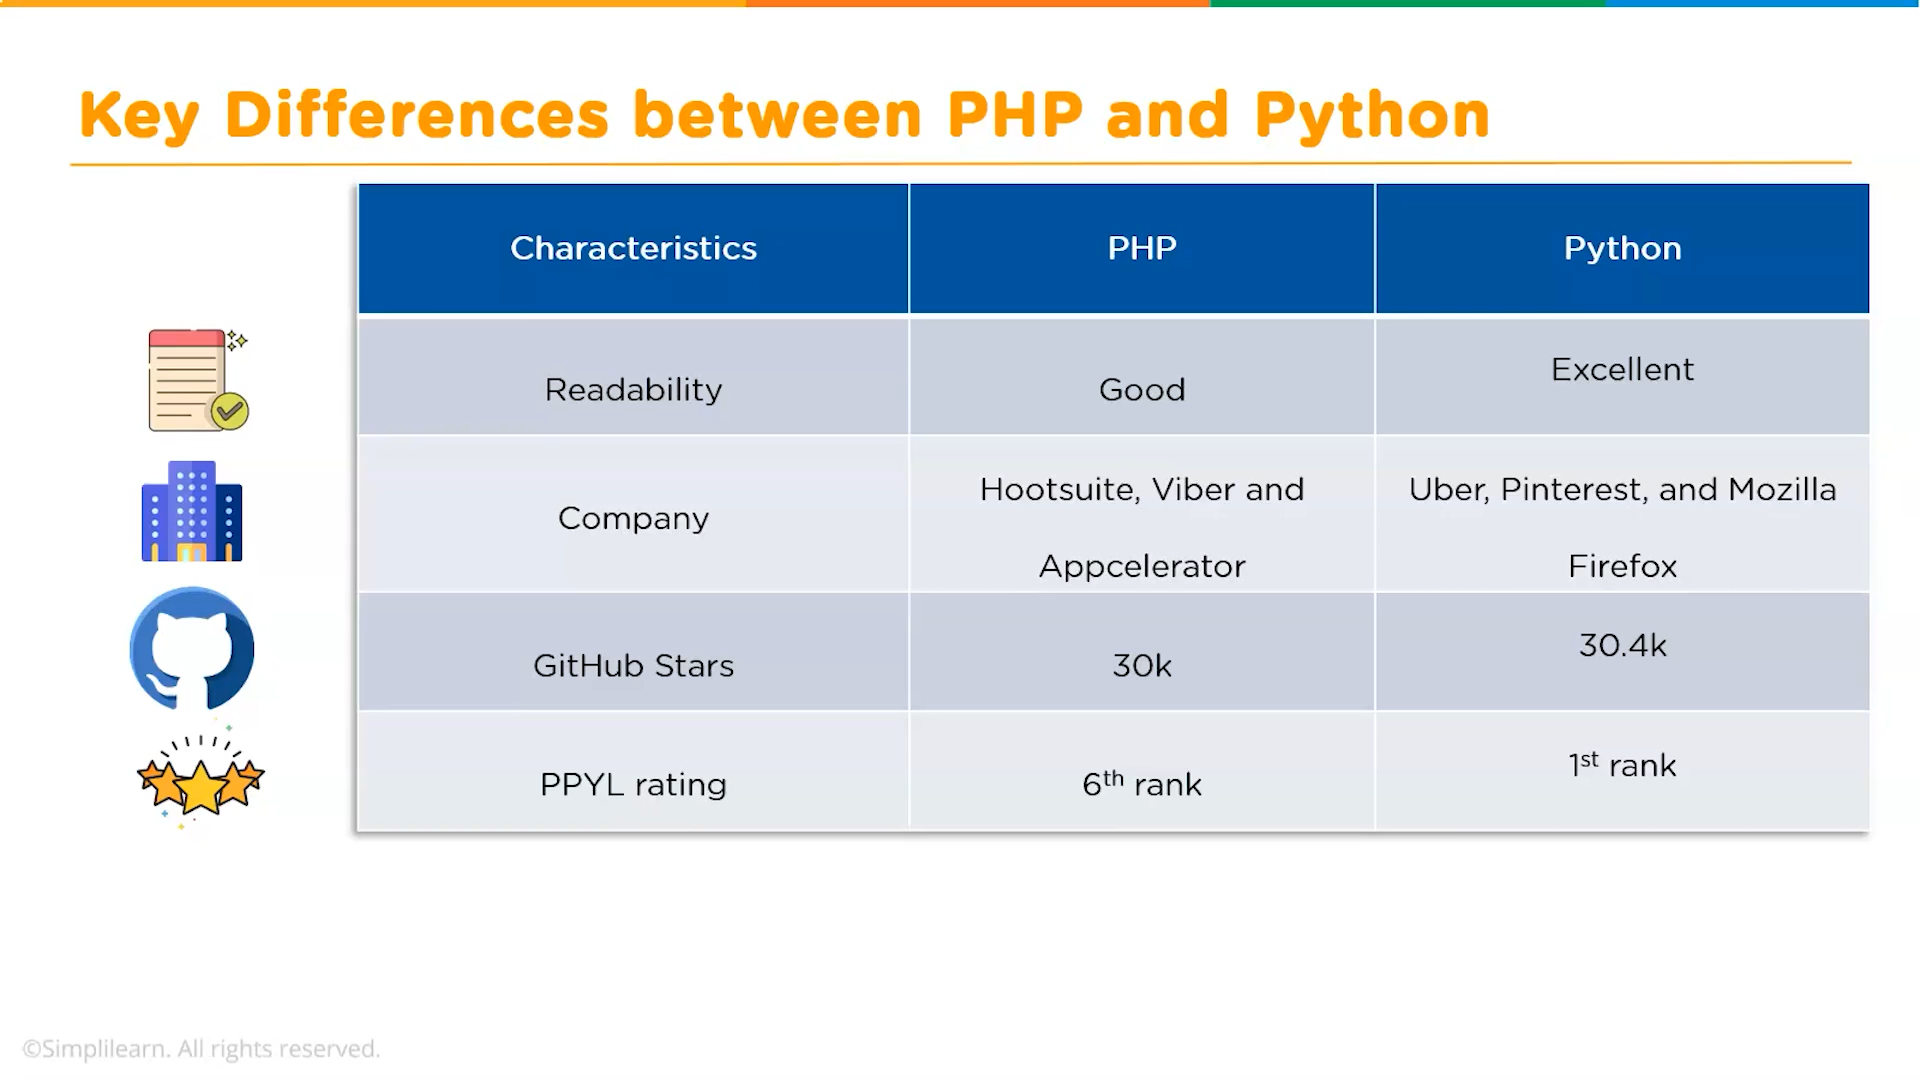 Key Differences between PHP and Python
Characteristics
PHP
Python
Readability
Good
Excellent
Company
Hootsuite, Viber and
Appcelerator
Uber, Pinterest, and Mozilla
Firefox
GitHub Stars
30k
30.4k
PPYL rating
6th rank
1st rank
©Simplilearn. All rights reserved.